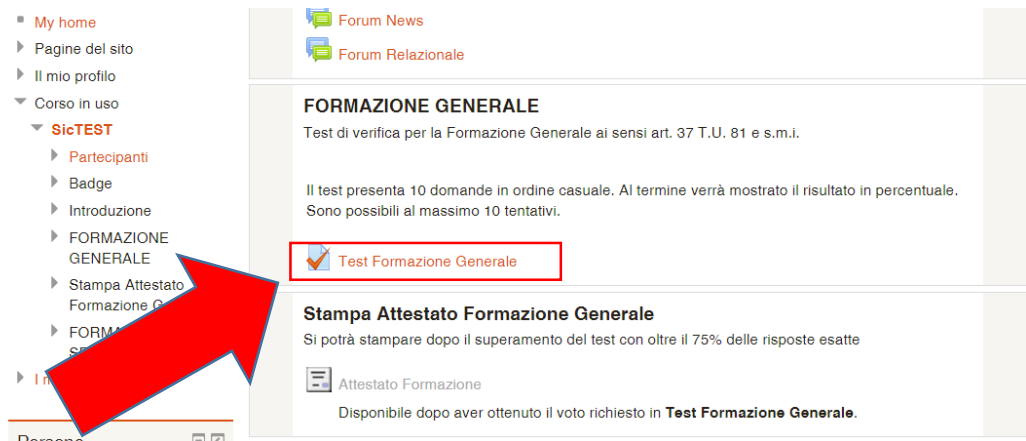 My home
Pagine del sito
Il mio profilo
Corso in uso
SicTEST
Partecipanti
Badge
Introduzione
FORMAZIONE
GENERALE
Stampa Attestato
Formazione
Forum News
Forum Relazionale
FORMAZIONE GENERALE
Test di verifica per la Formazione Generale ai sensi art. 37 T.U. 81 e s.m.i.
Il test presenta 10 domande in ordine casuale. Al termine verrà mostrato il risultato in percentuale.
Sono possibili al massimo 10 tentativi.
Test Formazione Generale
Stampa Attestato Formazione Generale
Si potrà stampare dopo il superamento del test con oltre il 75% delle risposte esatte
Attestato Formazione
Disponibile dopo aver ottenuto il voto richiesto in Test Formazione Generale.